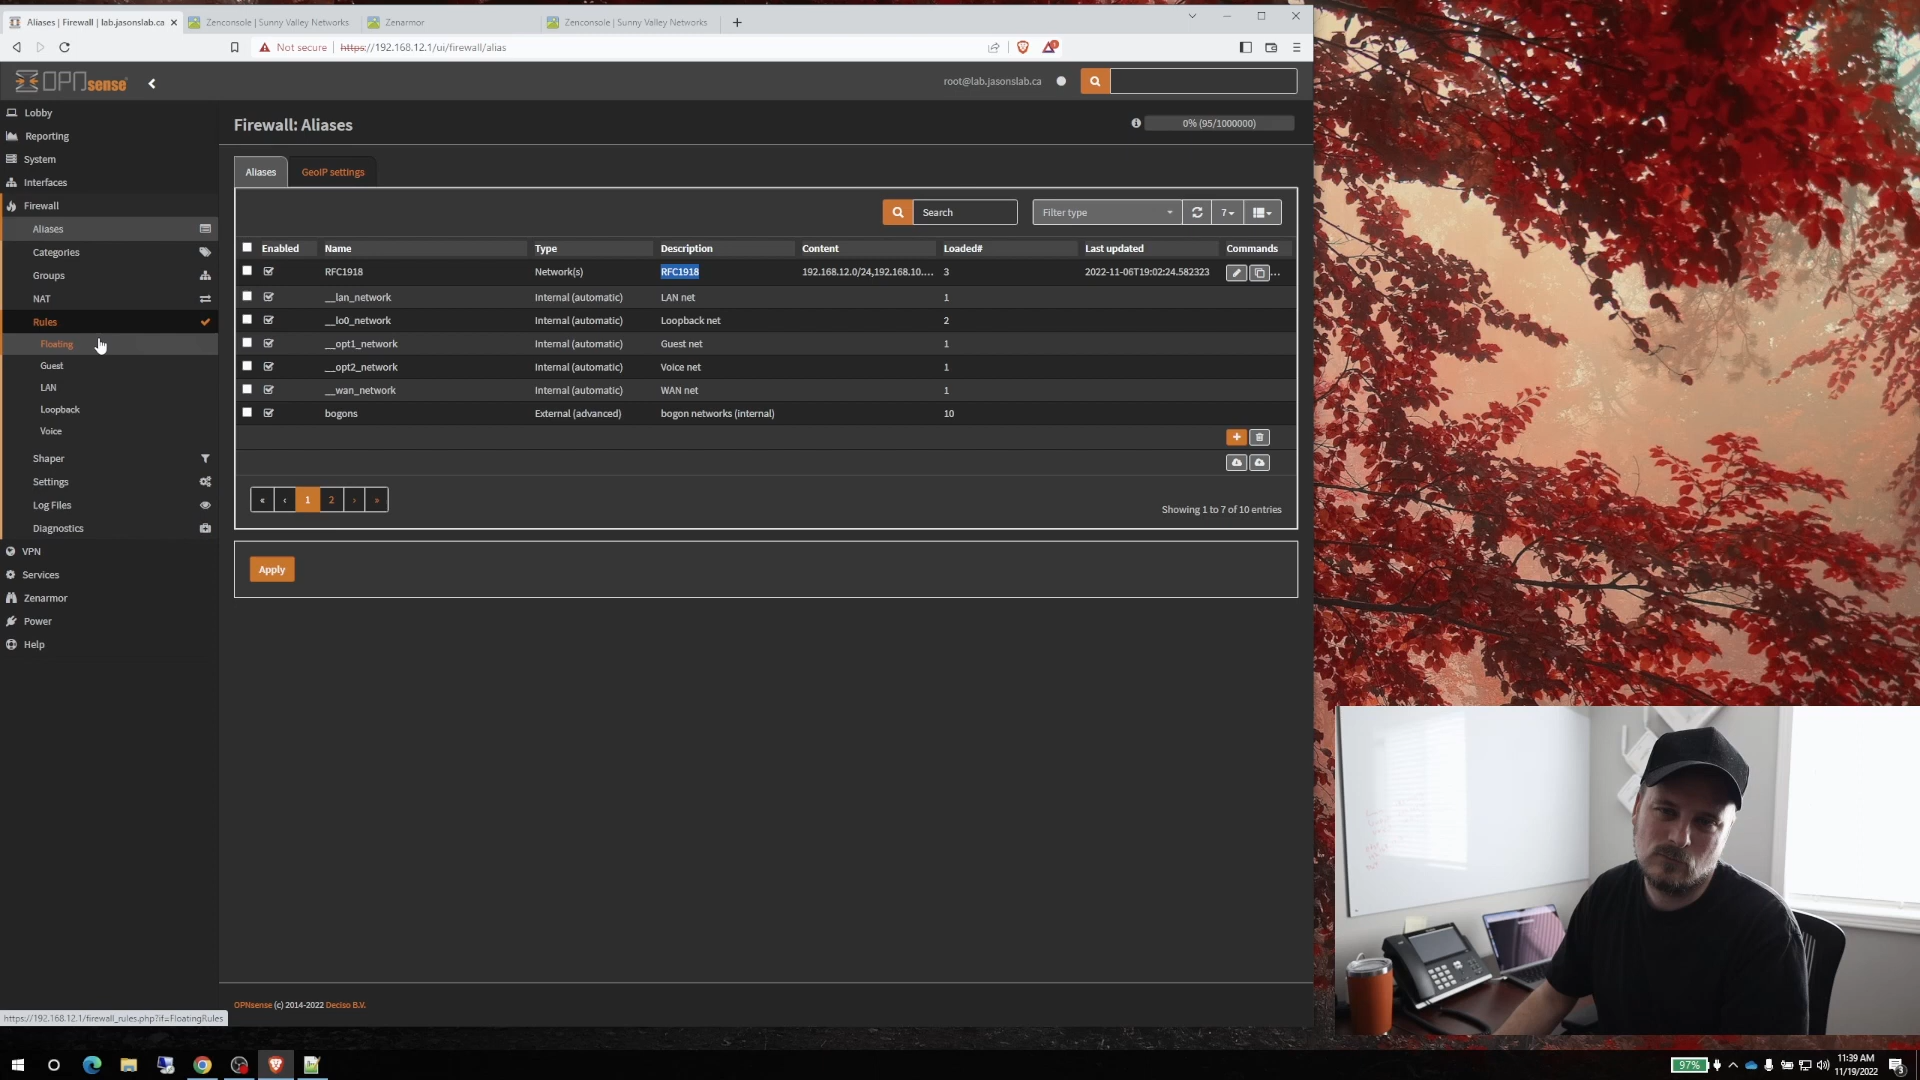 Aliases | Firewall | lab.jasonslab.ca
Zenconsole | Sunny Valley Networks
Zenarmor
Zenconsole | Sunny Valley Networks
Not secure
https://192.168.12.1/ui/firewall/alias
OPNsense
root@lab.jasonslab.ca
Lobby
Reporting
System
Interfaces
Firewall
Aliases
Categories
Groups
NAT
Rules
Floating
Guest
LAN
Loopback
Voice
Shaper
Settings
Log Files
Diagnostics
VPN
Services
Zenarmor
Power
Help
Firewall: Aliases
0% (95/1000000)
Aliases
GeoIP settings
Search
Filter type
7
Enabled Name Type Description Content Loaded# Last updated Commands
RFC1918 Network(s) RFC1918 192.168.12.0/24,192.168.10.... 3 2022-11-06T19:02:24.582323 ...
__lan_network Internal (automatic) LAN net 1
__lo0_network Internal (automatic) Loopback net 2
__opt1_network Internal (automatic) Guest net 1
__opt2_network Internal (automatic) Voice net 1
__wan_network Internal (automatic) WAN net 1
bogons External (advanced) bogon networks (internal) 10
« ‹ 1 2 › »
Showing 1 to 7 of 10 entries
Apply
OPNsense (c) 2014-2022 Deciso B.V.
https://192.168.12.1/firewall_rules.php?if=FloatingRules
97%
11:39 AM
11/19/2022
3